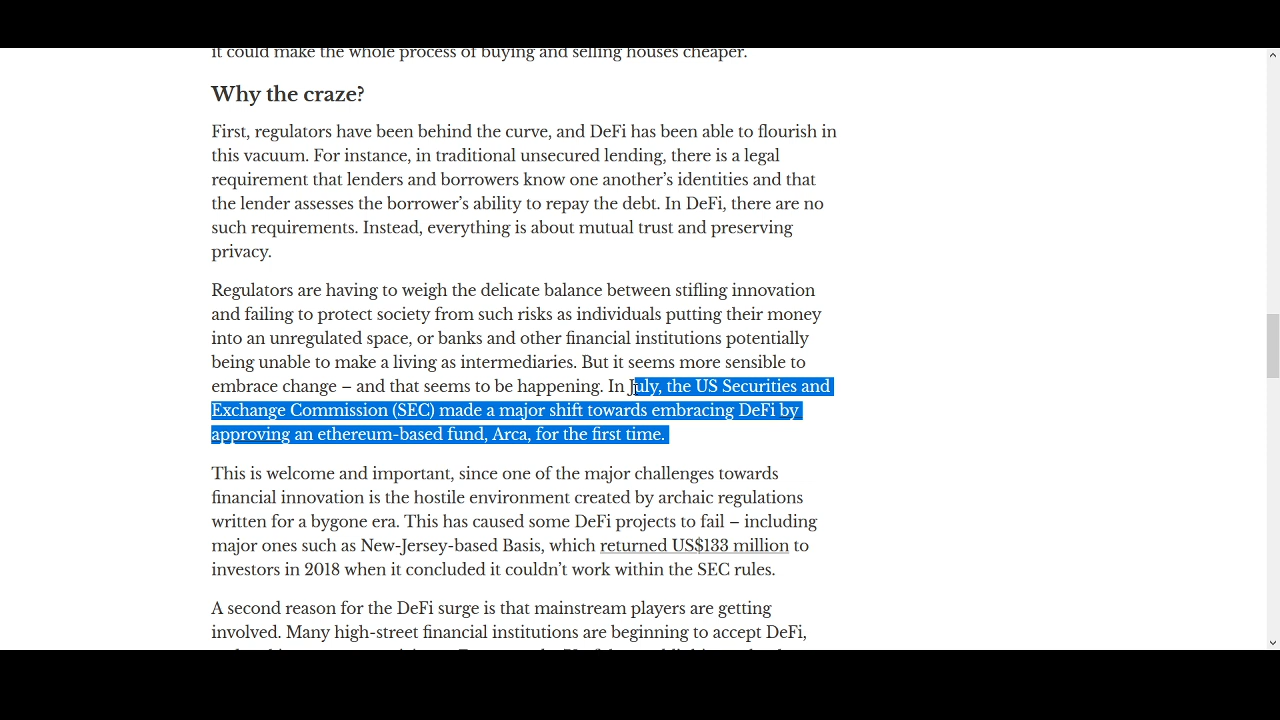 it could make the whole process of buying and selling houses cheaper.
Why the craze?
First, regulators have been behind the curve, and DeFi has been able to flourish in
this vacuum. For instance, in traditional unsecured lending, there is a legal
requirement that lenders and borrowers know one another’s identities and that
the lender assesses the borrower’s ability to repay the debt. In DeFi, there are no
such requirements. Instead, everything is about mutual trust and preserving
privacy.
Regulators are having to weigh the delicate balance between stifling innovation
and failing to protect society from such risks as individuals putting their money
into an unregulated space, or banks and other financial institutions potentially
being unable to make a living as intermediaries. But it seems more sensible to
embrace change – and that seems to be happening. In July, the US Securities and
Exchange Commission (SEC) made a major shift towards embracing DeFi by
approving an ethereum-based fund, Arca, for the first time.
This is welcome and important, since one of the major challenges towards
financial innovation is the hostile environment created by archaic regulations
written for a bygone era. This has caused some DeFi projects to fail – including
major ones such as New-Jersey-based Basis, which returned US$133 million to
investors in 2018 when it concluded it couldn’t work within the SEC rules.
A second reason for the DeFi surge is that mainstream players are getting
involved. Many high-street financial institutions are beginning to accept DeFi,